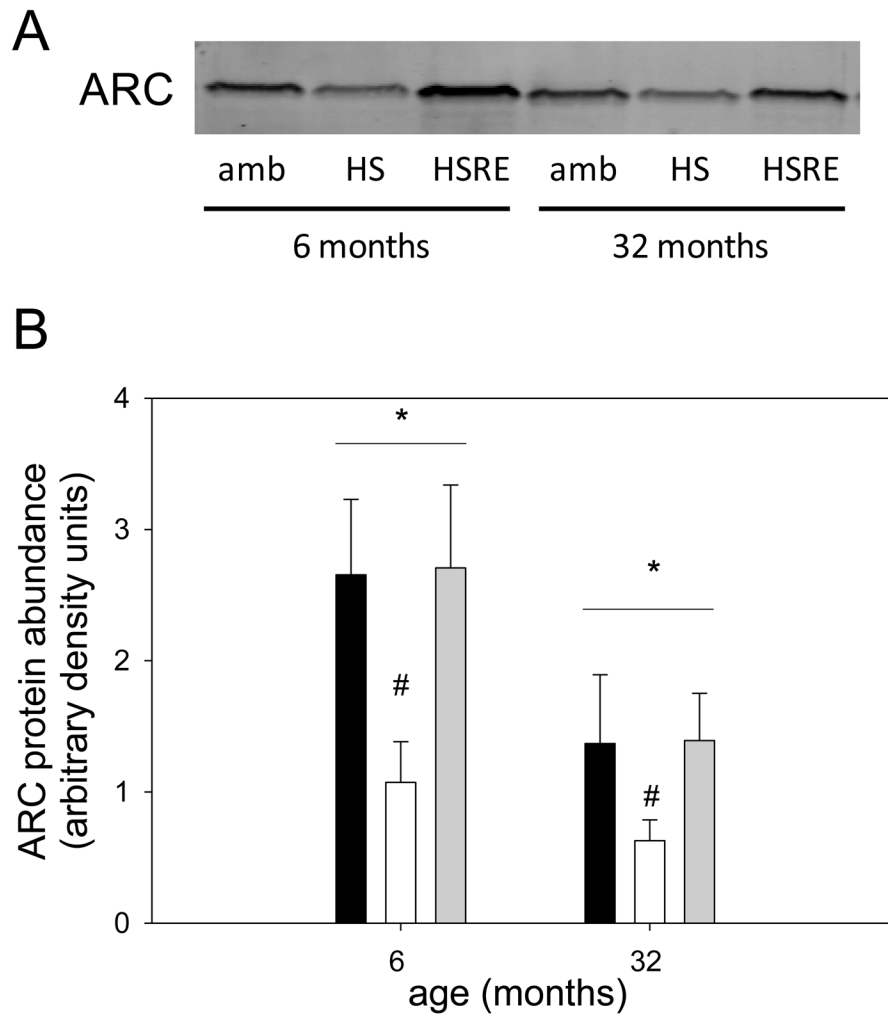 A
ARC
amb HS HSRE amb HS HSRE
6 months 32 months
B
ARC protein abundance
(arbitrary density units)
4
3
2
1
0
*
*
#
#
6 32
age (months)